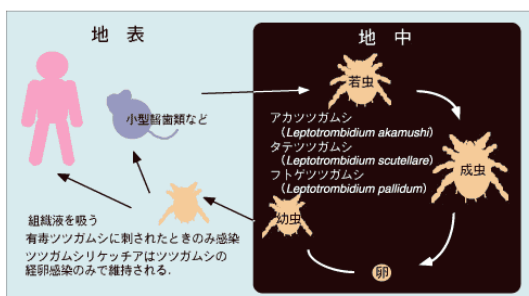 地 表
地 中
若虫
小型齧歯類など
アカツツガムシ
（Leptotrombidium akamushi）
タテツツガムシ
（Leptotrombidium scutellare）
フトゲツツガムシ
（Leptotrombidium pallidum）
成虫
幼虫
卵
組織液を吸う
有毒ツツガムシに刺されたときのみ感染
ツツガムシリケッチアはツツガムシの
経卵感染のみで維持される.